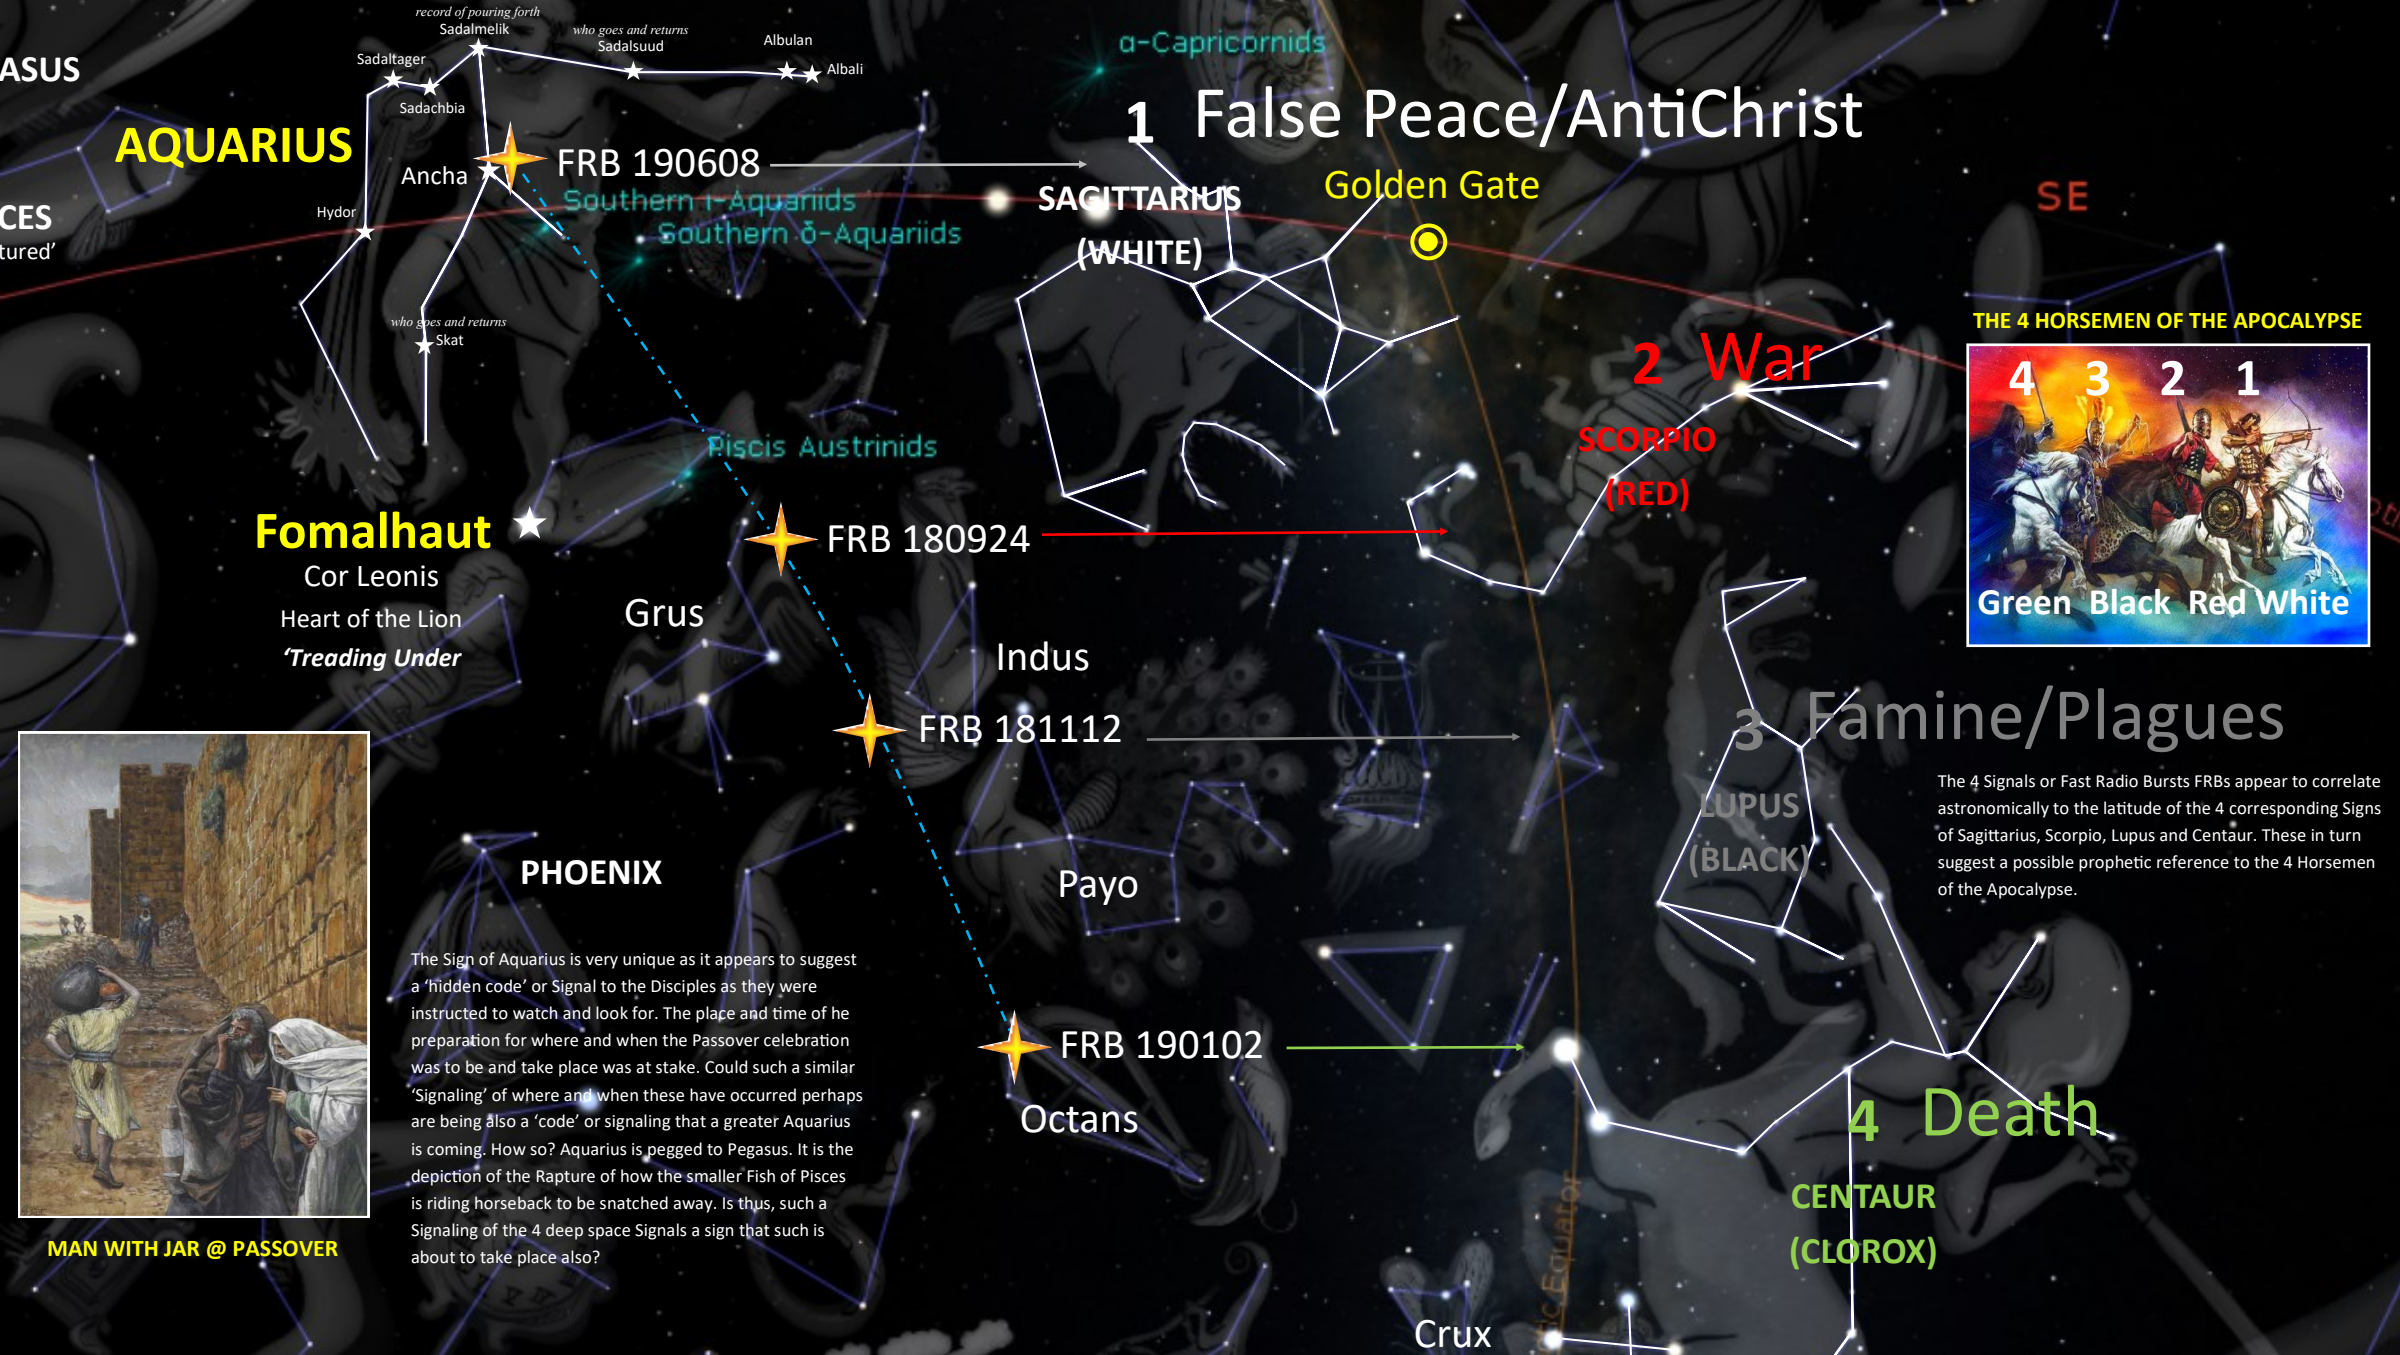 record of pouring forth
Sadalmelik
who goes and returns
Sadalsuud
Albulan
Albali
Sadaltager
Sadachbia
ASUS
AQUARIUS
Ancha
FRB 190608
Hydor
CES
tured’
Southern ι-Aquariids
Southern δ-Aquariids
who goes and returns
Skat
α-Capricornids
1 False Peace/AntiChrist
Golden Gate
SAGITTARIUS
(WHITE)
SE
2 War
SCORPIO
(RED)
THE 4 HORSEMEN OF THE APOCALYPSE
4 3 2 1
Green Black Red White
Piscis Austrinids
Fomalhaut
Cor Leonis
Heart of the Lion
‘Treading Under
FRB 180924
Grus
Indus
FRB 181112
3 Famine/Plagues
LUPUS
(BLACK)
The 4 Signals or Fast Radio Bursts FRBs appear to correlate
astronomically to the latitude of the 4 corresponding Signs
of Sagittarius, Scorpio, Lupus and Centaur. These in turn
suggest a possible prophetic reference to the 4 Horsemen
of the Apocalypse.
PHOENIX
Payo
The Sign of Aquarius is very unique as it appears to suggest
a ‘hidden code’ or Signal to the Disciples as they were
instructed to watch and look for. The place and time of he
preparation for where and when the Passover celebration
was to be and take place was at stake. Could such a similar
‘Signaling’ of where and when these have occurred perhaps
are being also a ‘code’ or signaling that a greater Aquarius
is coming. How so? Aquarius is pegged to Pegasus. It is the
depiction of the Rapture of how the smaller Fish of Pisces
is riding horseback to be snatched away. Is thus, such a
Signaling of the 4 deep space Signals a sign that such is
about to take place also?
MAN WITH JAR @ PASSOVER
FRB 190102
Octans
4 Death
CENTAUR
(CLOROX)
Equator
Crux